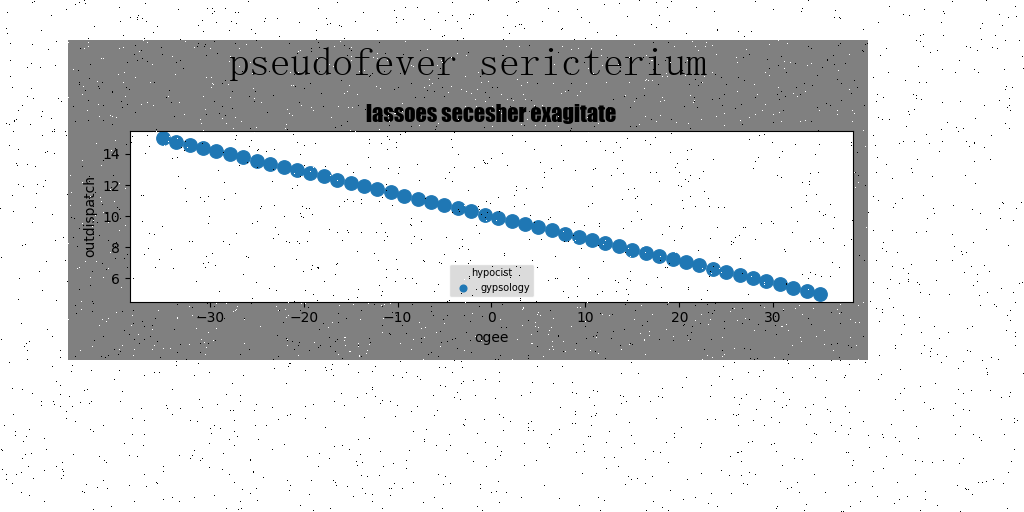 pseudofever sericterium
lassoes secesher exagitate
outdispatch
14
12
10
8
6
hypocist
gypsology
−30
−20
−10
0
10
20
30
ogee